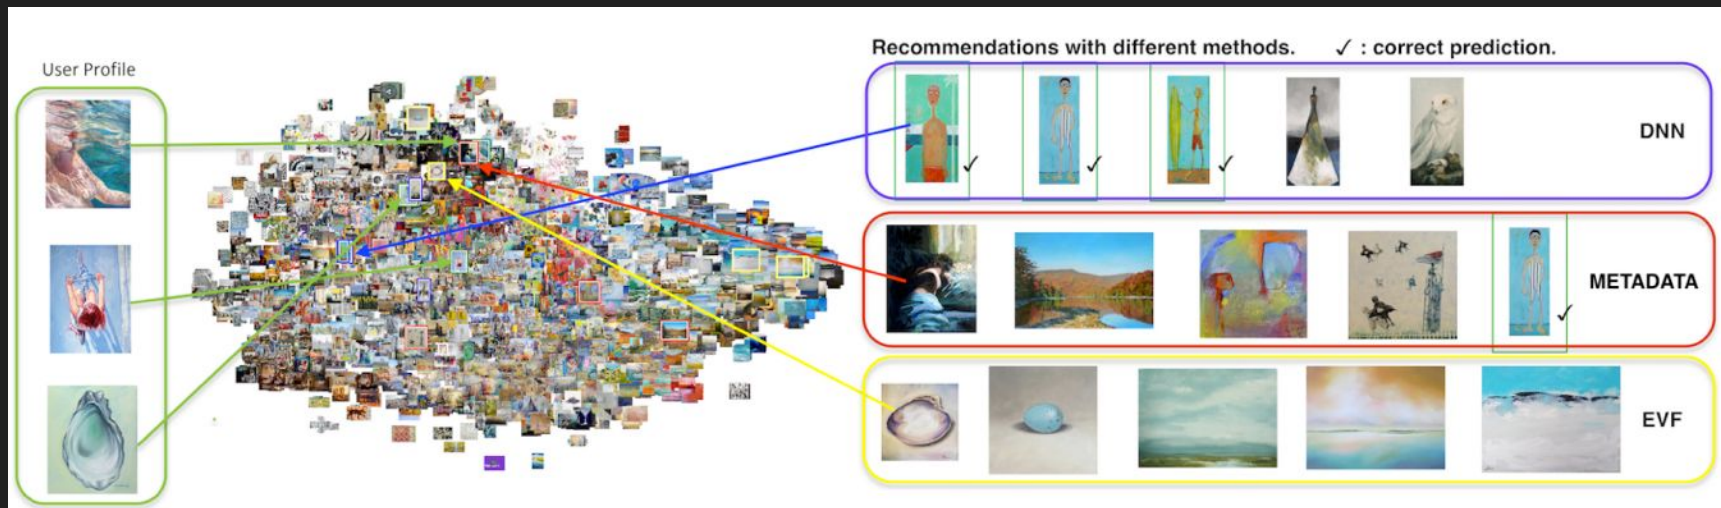 User Profile
Recommendations with different methods. ✓ : correct prediction.
DNN
METADATA
EVF